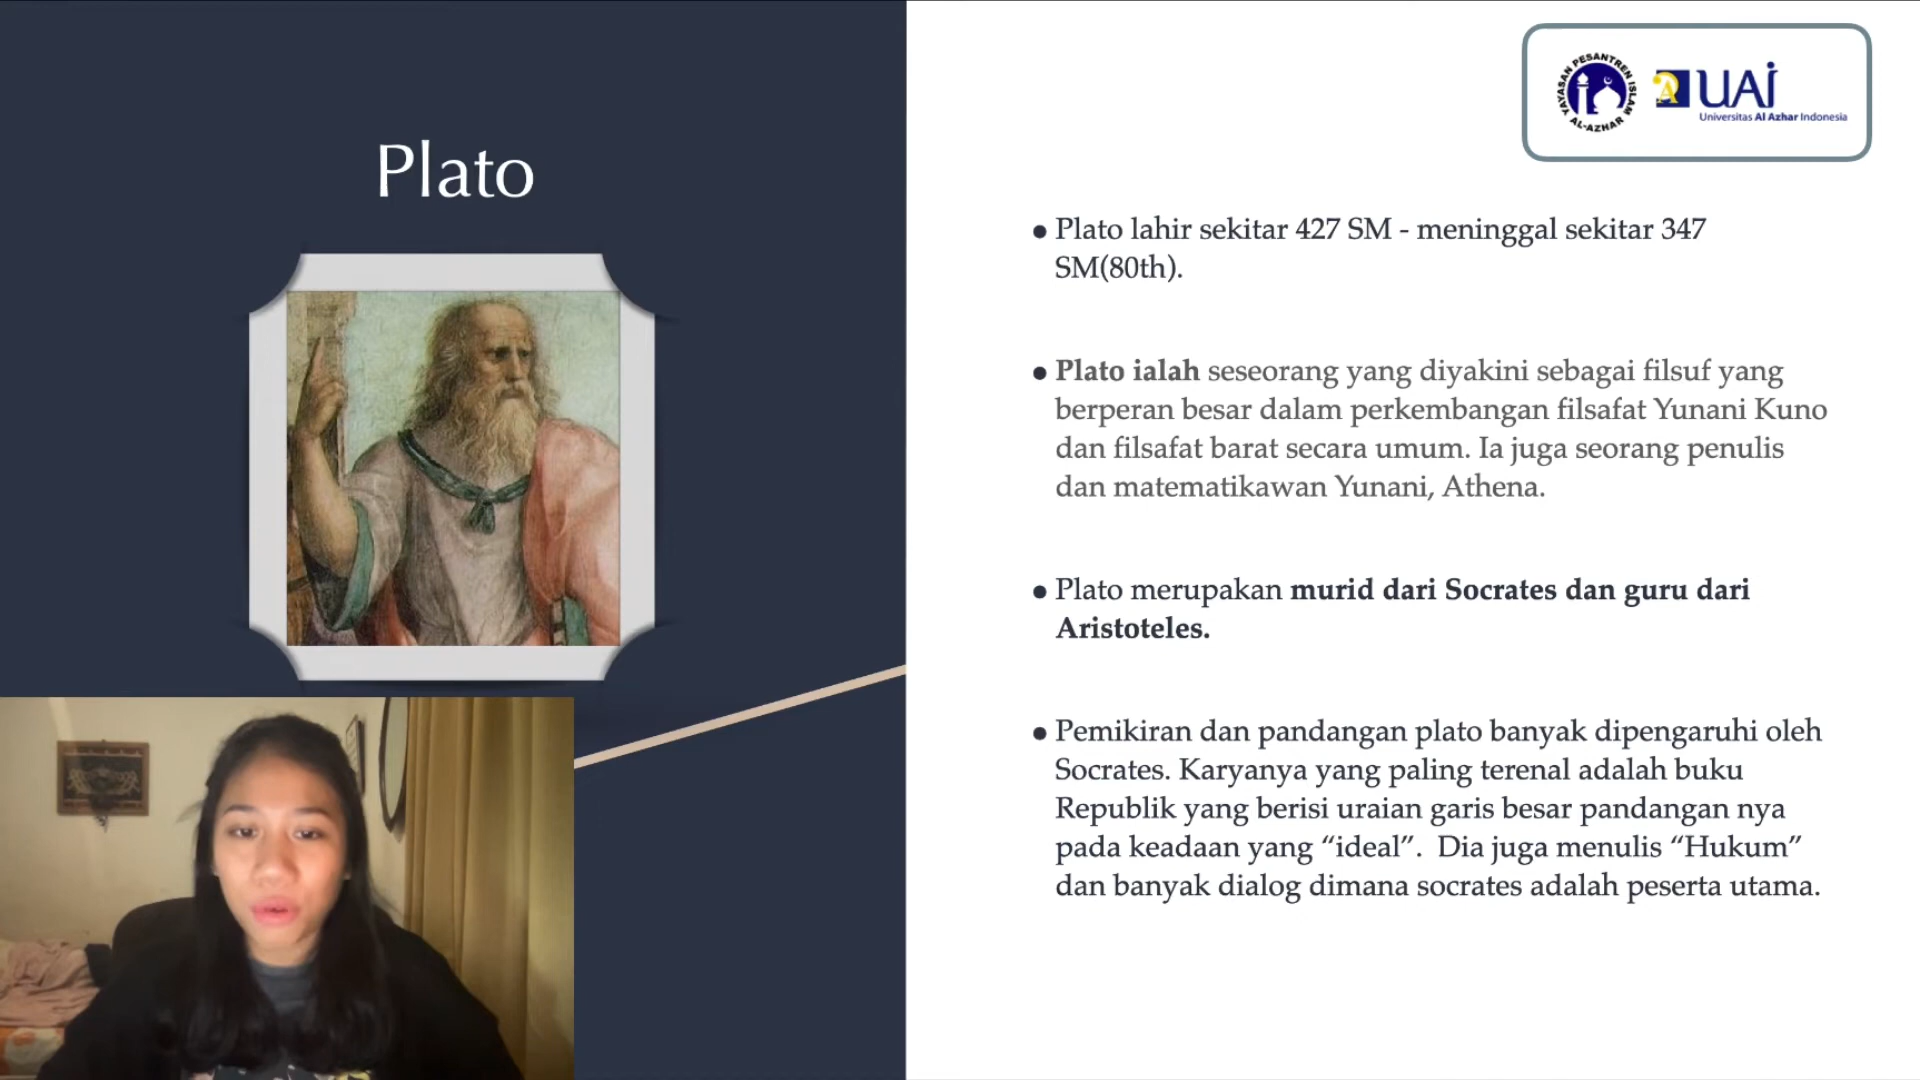 Plato
YAYASAN PESANTREN ISLAM
AL-AZHAR
UAI
Universitas Al Azhar Indonesia
• Plato lahir sekitar 427 SM - meninggal sekitar 347
SM(80th).
• Plato ialah seseorang yang diyakini sebagai filsuf yang
berperan besar dalam perkembangan filsafat Yunani Kuno
dan filsafat barat secara umum. Ia juga seorang penulis
dan matematikawan Yunani, Athena.
• Plato merupakan murid dari Socrates dan guru dari
Aristoteles.
• Pemikiran dan pandangan plato banyak dipengaruhi oleh
Socrates. Karyanya yang paling terenal adalah buku
Republik yang berisi uraian garis besar pandangan nya
pada keadaan yang “ideal”.  Dia juga menulis “Hukum”
dan banyak dialog dimana socrates adalah peserta utama.